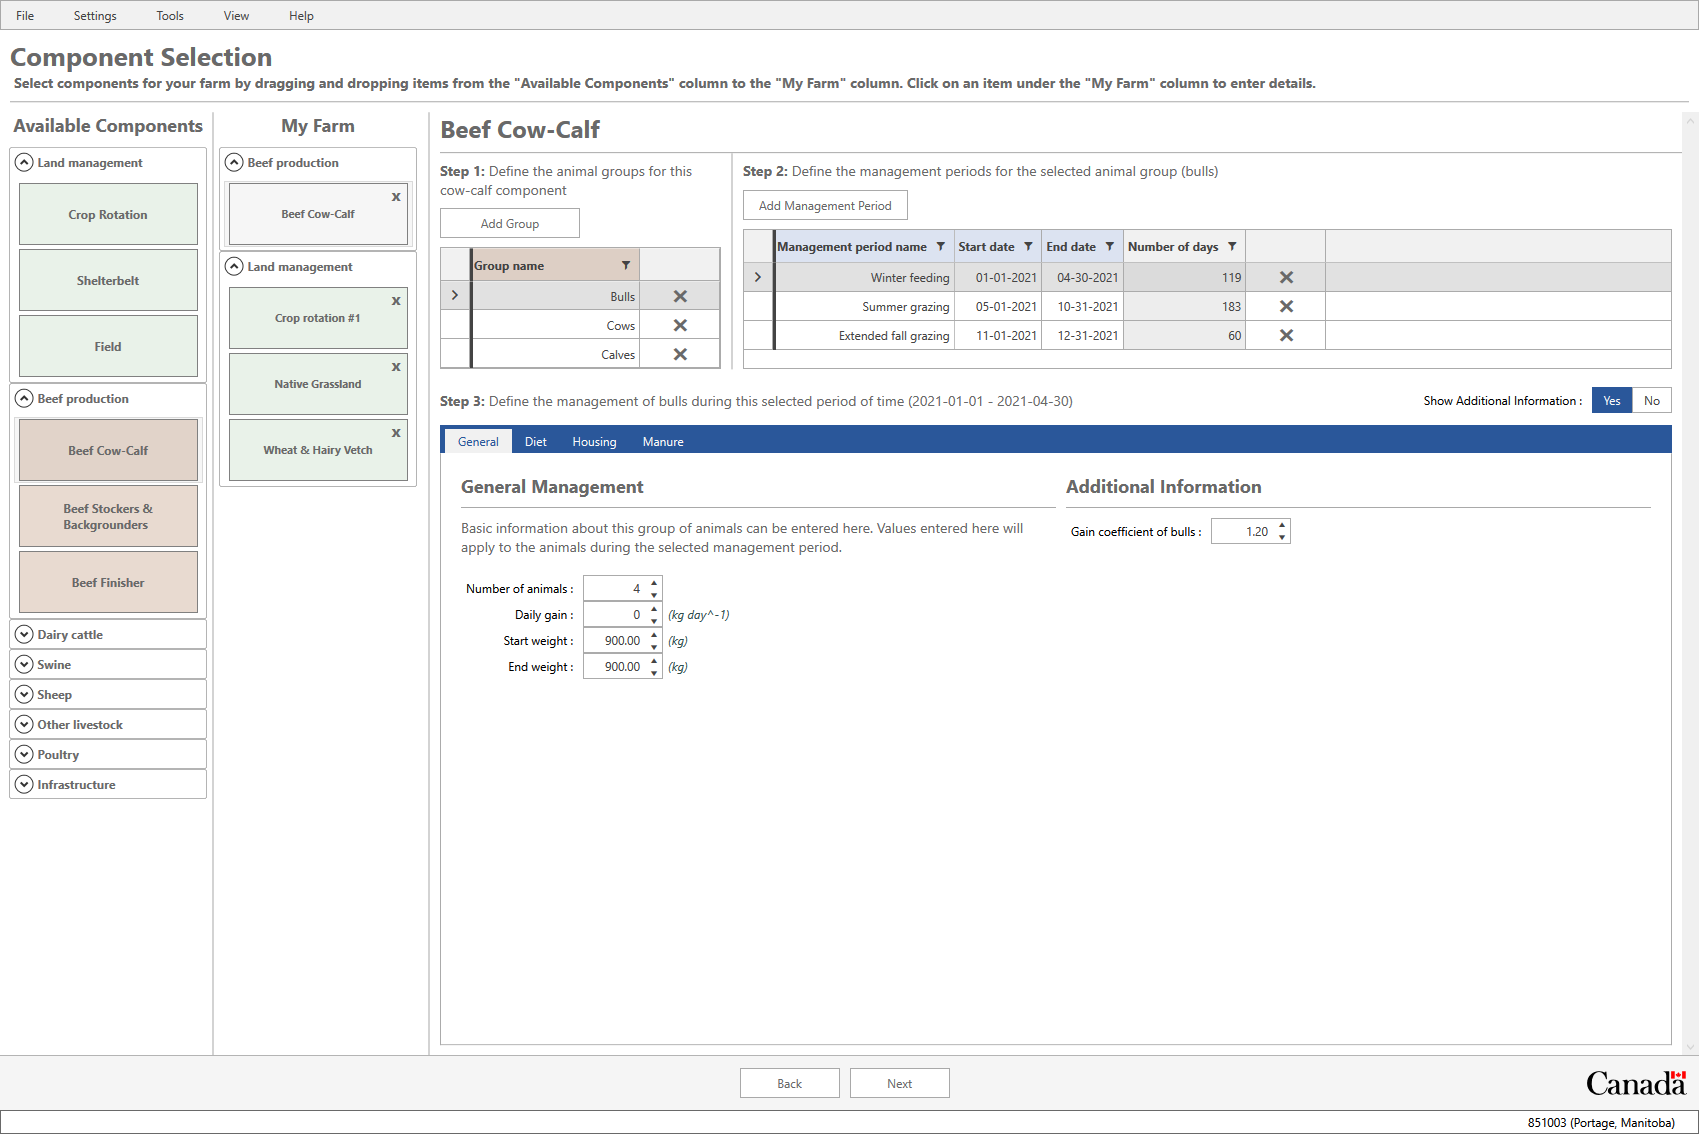 File Settings Tools View Help
Component Selection
Select components for your farm by dragging and dropping items from the "Available Components" column to the "My Farm" column. Click on an item under the "My Farm" column to enter details.
Available Components
Land management
Crop Rotation
Shelterbelt
Field
Beef production
Beef Cow-Calf
Beef Stockers &
Backgrounders
Beef Finisher
Dairy cattle
Swine
Sheep
Other livestock
Poultry
Infrastructure
My Farm
Beef production
x
Beef Cow-Calf
Land management
x
Crop rotation #1
x
Native Grassland
x
Wheat & Hairy Vetch
Beef Cow-Calf
Step 1: Define the animal groups for this
cow-calf component
Add Group
Group name
Bulls
Cows
Calves
Step 2: Define the management periods for the selected animal group (bulls)
Add Management Period
Management period name Start date End date Number of days
Winter feeding 01-01-2021 04-30-2021 119
Summer grazing 05-01-2021 10-31-2021 183
Extended fall grazing 11-01-2021 12-31-2021 60
Step 3: Define the management of bulls during this selected period of time (2021-01-01 - 2021-04-30)
Show Additional Information : Yes No
General Diet Housing Manure
General Management
Basic information about this group of animals can be entered here. Values entered here will
apply to the animals during the selected management period.
Number of animals : 4
Daily gain : 0 (kg day^-1)
Start weight : 900.00 (kg)
End weight : 900.00 (kg)
Additional Information
Gain coefficient of bulls : 1.20
Back Next
Canada
851003 (Portage, Manitoba)